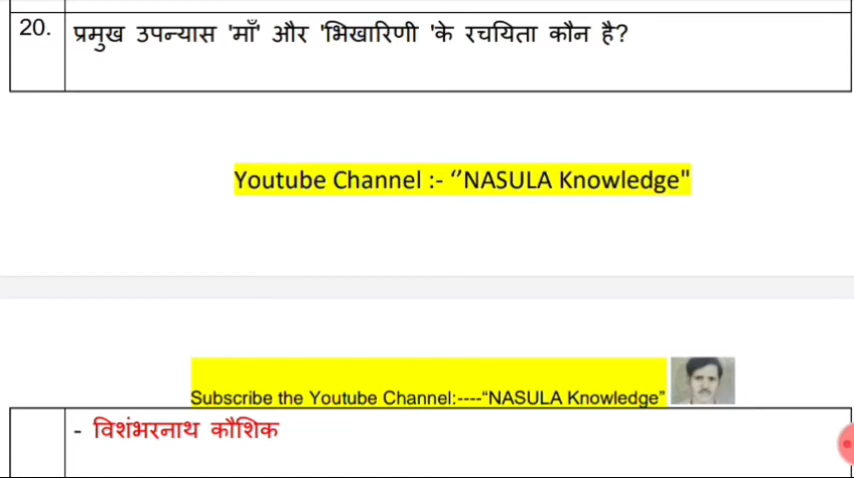 20. प्रमुख उपन्यास 'माँ' और 'भिखारिणी 'के रचयिता कौन है?
Youtube Channel :- “NASULA Knowledge"
Subscribe the Youtube Channel:----“NASULA Knowledge”
- विशंभरनाथ कौशिक